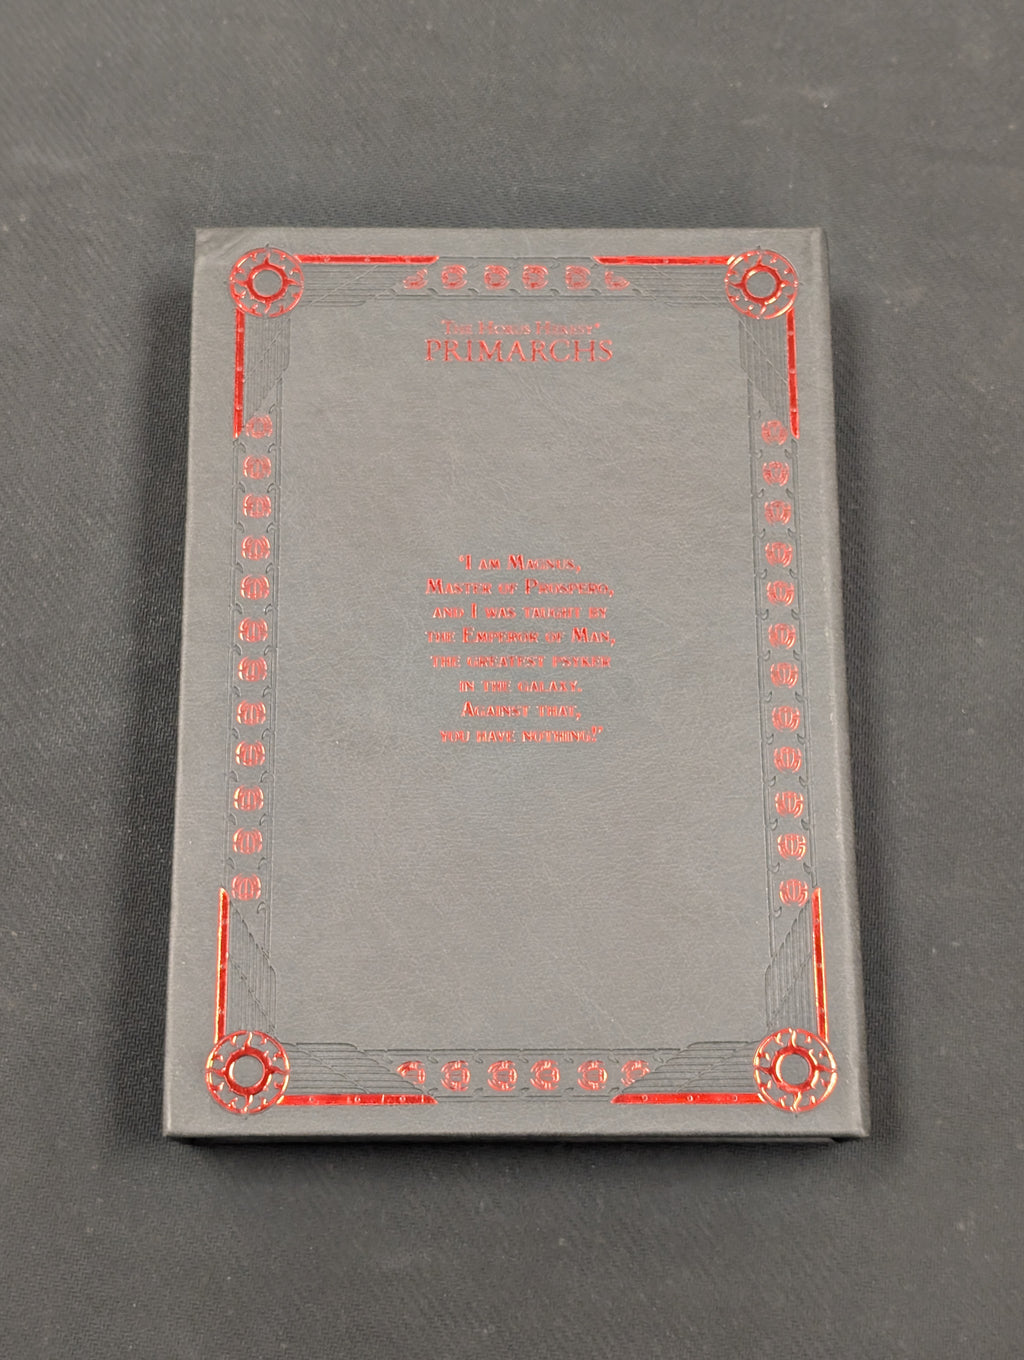 The Horus Heresy®
PRIMARCHS
'I am Magnus,
Master of Prospero,
and I was taught by
the Emperor of Man,
the greatest psyker
in the galaxy.
Against that,
you have nothing!'